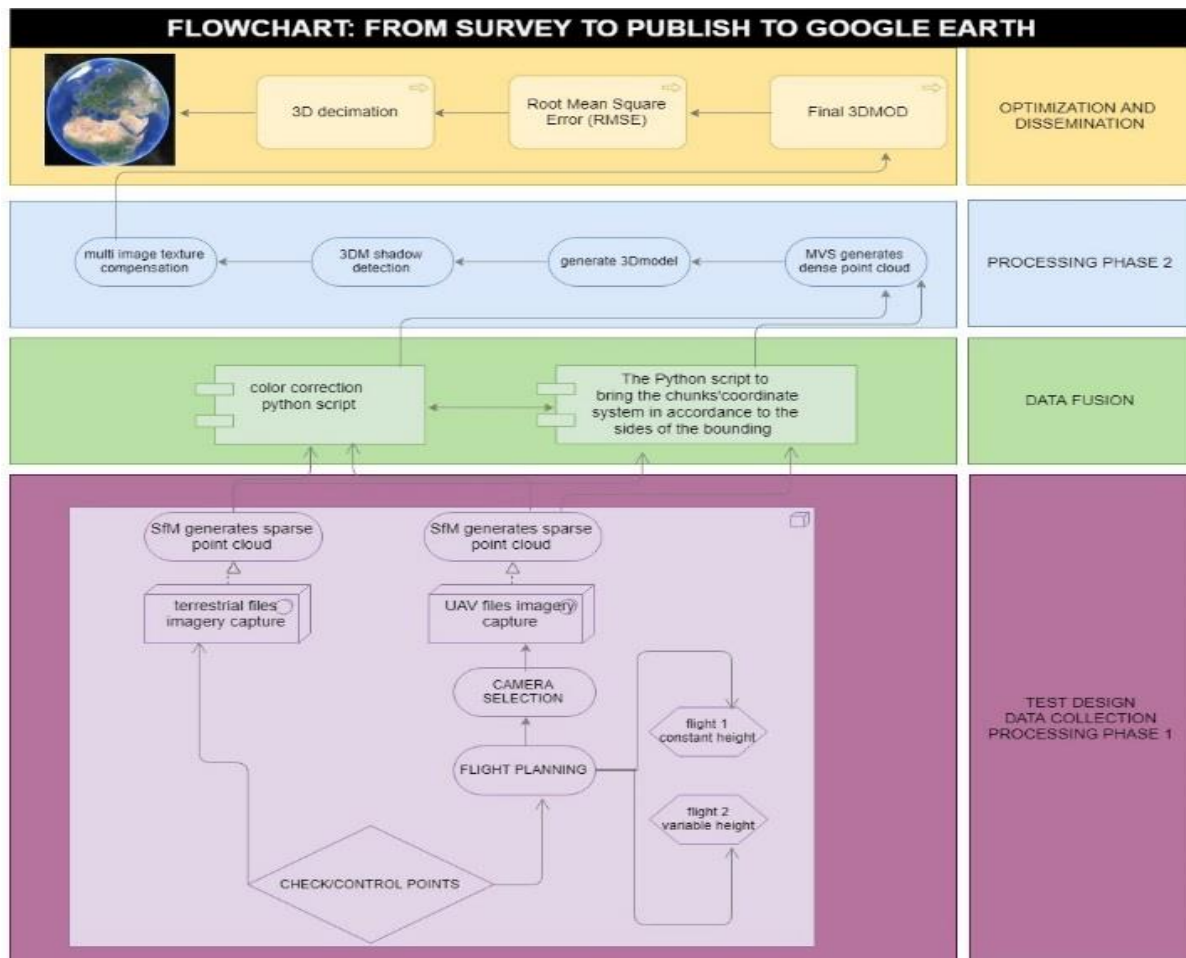 FLOWCHART: FROM SURVEY TO PUBLISH TO GOOGLE EARTH
3D decimation
Root Mean Square
Error (RMSE)
Final 3DMOD
OPTIMIZATION AND
DISSEMINATION
multi image texture
compensation
3DM shadow
detection
generate 3Dmodel
MVS generates
dense point cloud
PROCESSING PHASE 2
color correction
python script
The Python script to
bring the chunks'coordinate
system in accordance to the
sides of the bounding
DATA FUSION
SfM generates sparse
point cloud
SfM generates sparse
point cloud
terrestrial files
imagery capture
UAV files imagery
capture
CAMERA
SELECTION
FLIGHT PLANNING
flight 1
constant height
flight 2
variable height
CHECK/CONTROL POINTS
TEST DESIGN
DATA COLLECTION
PROCESSING PHASE 1